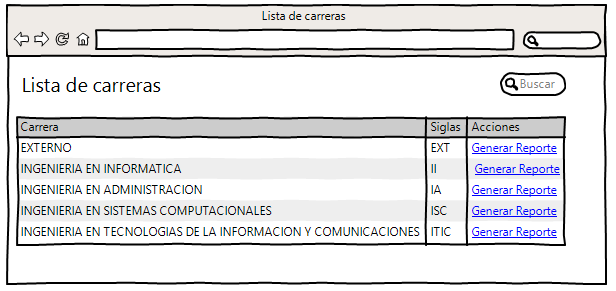 Lista de carreras
Lista de carreras
Buscar
Carrera Siglas Acciones
EXTERNO EXT Generar Reporte
INGENIERIA EN INFORMATICA II Generar Reporte
INGENIERIA EN ADMINISTRACION IA Generar Reporte
INGENIERIA EN SISTEMAS COMPUTACIONALES ISC Generar Reporte
INGENIERIA EN TECNOLOGIAS DE LA INFORMACION Y COMUNICACIONES ITIC Generar Reporte